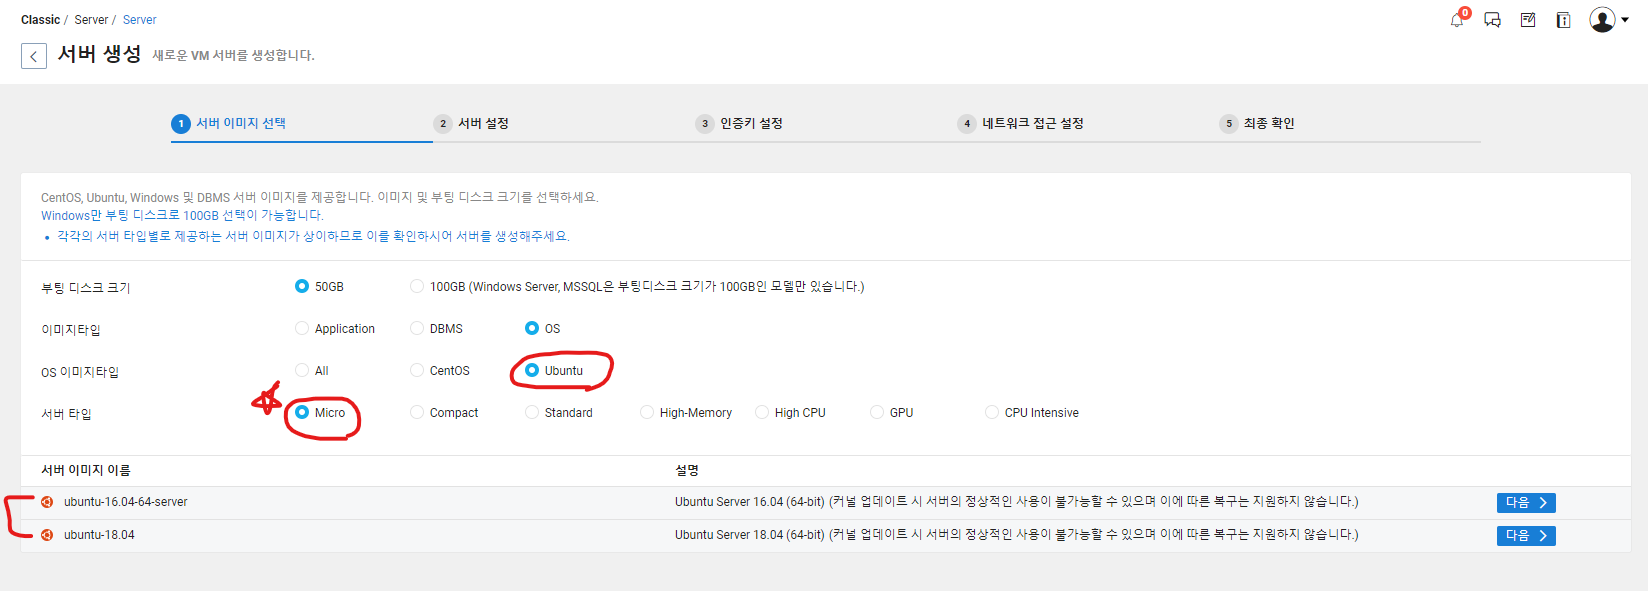 Classic / Server / Server
0
서버 생성 새로운 VM 서버를 생성합니다.
1 서버 이미지 선택 2 서버 설정 3 인증키 설정 4 네트워크 접근 설정 5 최종 확인
CentOS, Ubuntu, Windows 및 DBMS 서버 이미지를 제공합니다. 이미지 및 부팅 디스크 크기를 선택하세요.
Windows만 부팅 디스크로 100GB 선택이 가능합니다.
• 각각의 서버 타입별로 제공하는 서버 이미지가 상이하므로 이를 확인하시어 서버를 생성해주세요.
부팅 디스크 크기 50GB 100GB (Windows Server, MSSQL은 부팅디스크 크기가 100GB인 모델만 있습니다.)
이미지타입 Application DBMS OS
OS 이미지타입 All CentOS Ubuntu
서버 타입 Micro Compact Standard High-Memory High CPU GPU CPU Intensive
서버 이미지 이름 설명
ubuntu-16.04-64-server Ubuntu Server 16.04 (64-bit) (커널 업데이트 시 서버의 정상적인 사용이 불가능할 수 있으며 이에 따른 복구는 지원하지 않습니다.) 다음
ubuntu-18.04 Ubuntu Server 18.04 (64-bit) (커널 업데이트 시 서버의 정상적인 사용이 불가능할 수 있으며 이에 따른 복구는 지원하지 않습니다.) 다음